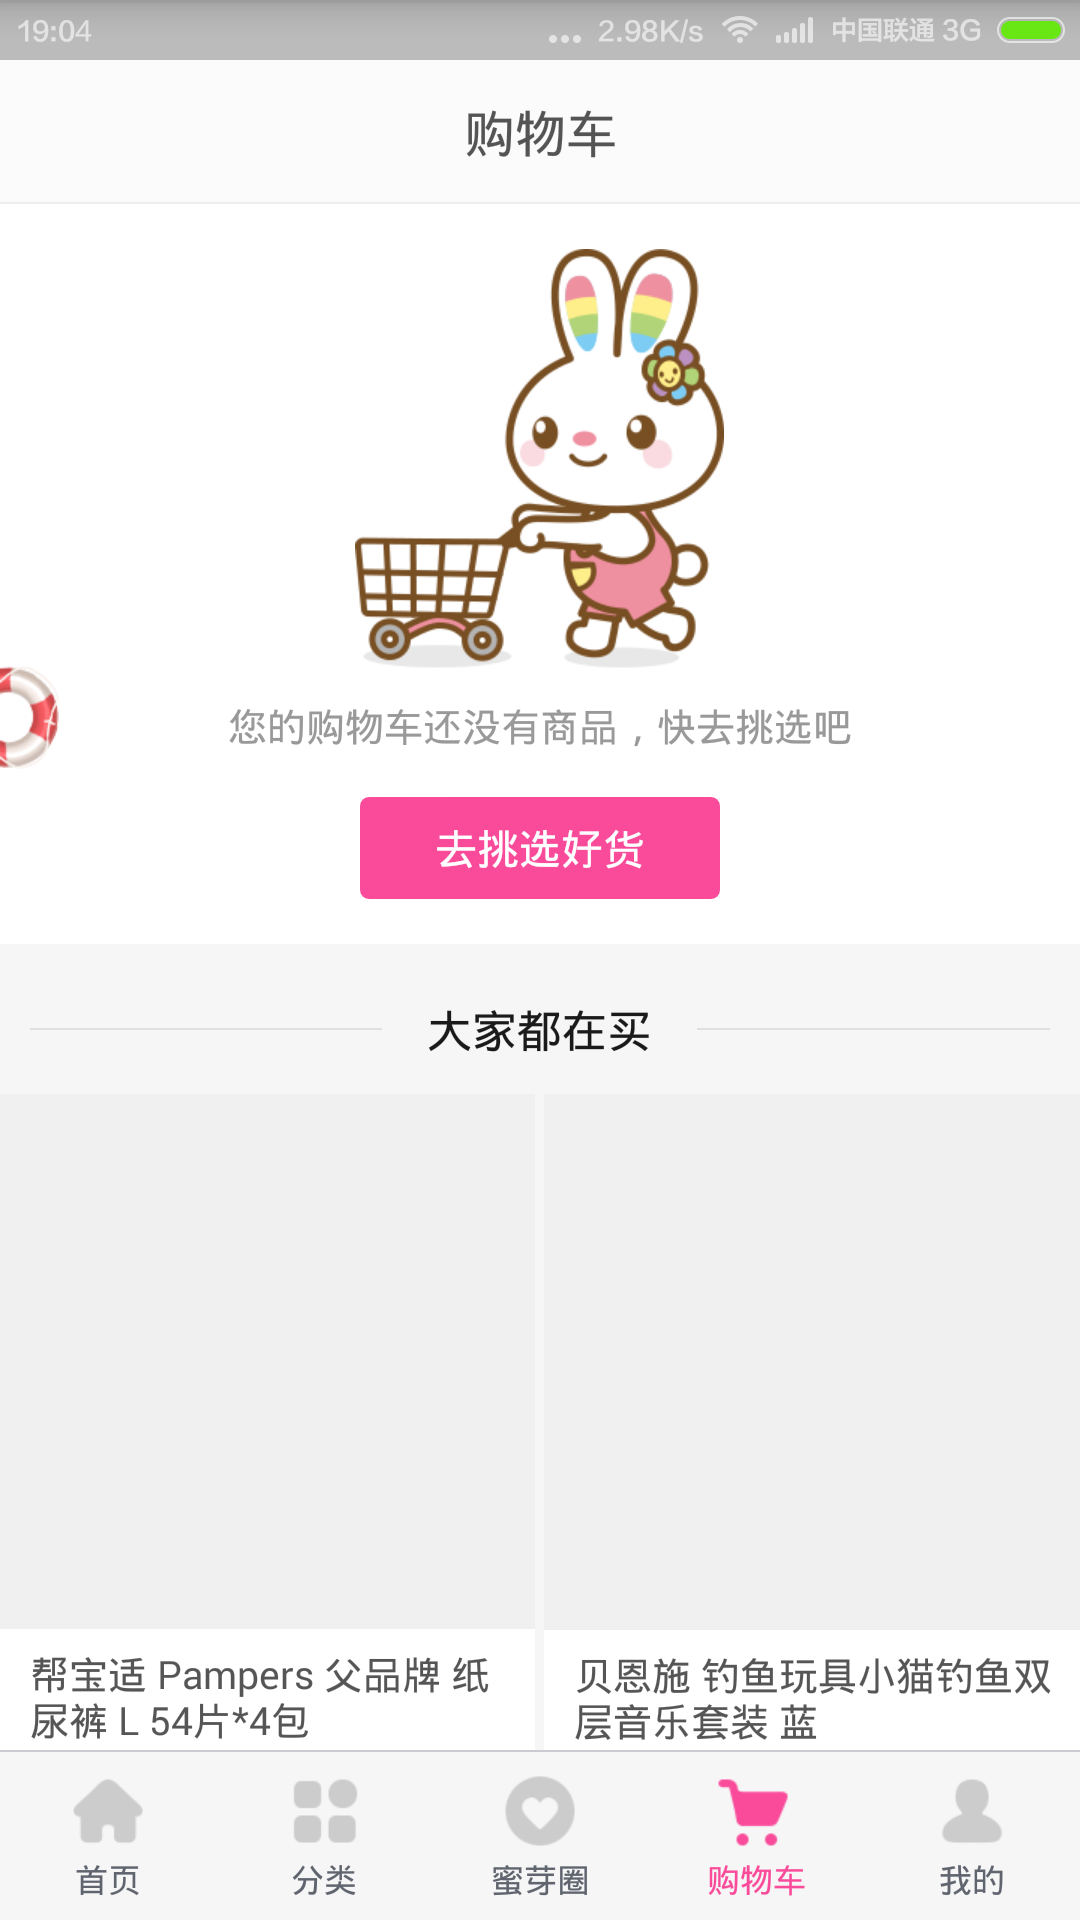 19:04 ... 2.98K/s 中国联通 3G
购物车
您的购物车还没有商品，快去挑选吧
去挑选好货
大家都在买
帮宝适 Pampers 父品牌 纸
尿裤 L 54片*4包
贝恩施 钓鱼玩具小猫钓鱼双
层音乐套装 蓝
首页 分类 蜜芽圈 购物车 我的